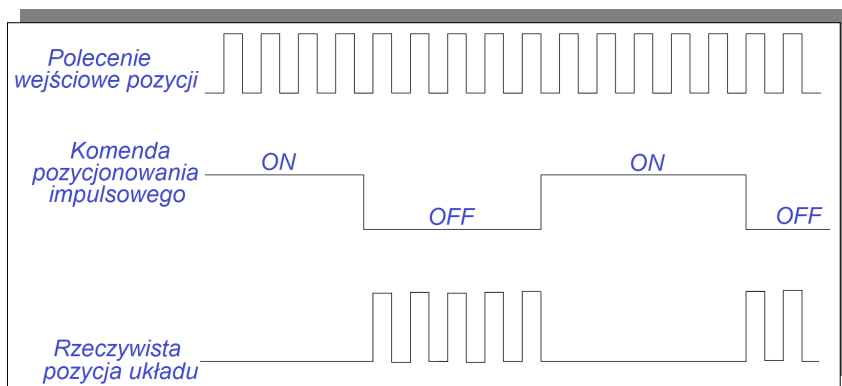 Polecenie
wejściowe pozycji
Komenda
pozycjonowania
impulsowego
ON
OFF
ON
OFF
Rzeczywista
pozycja układu